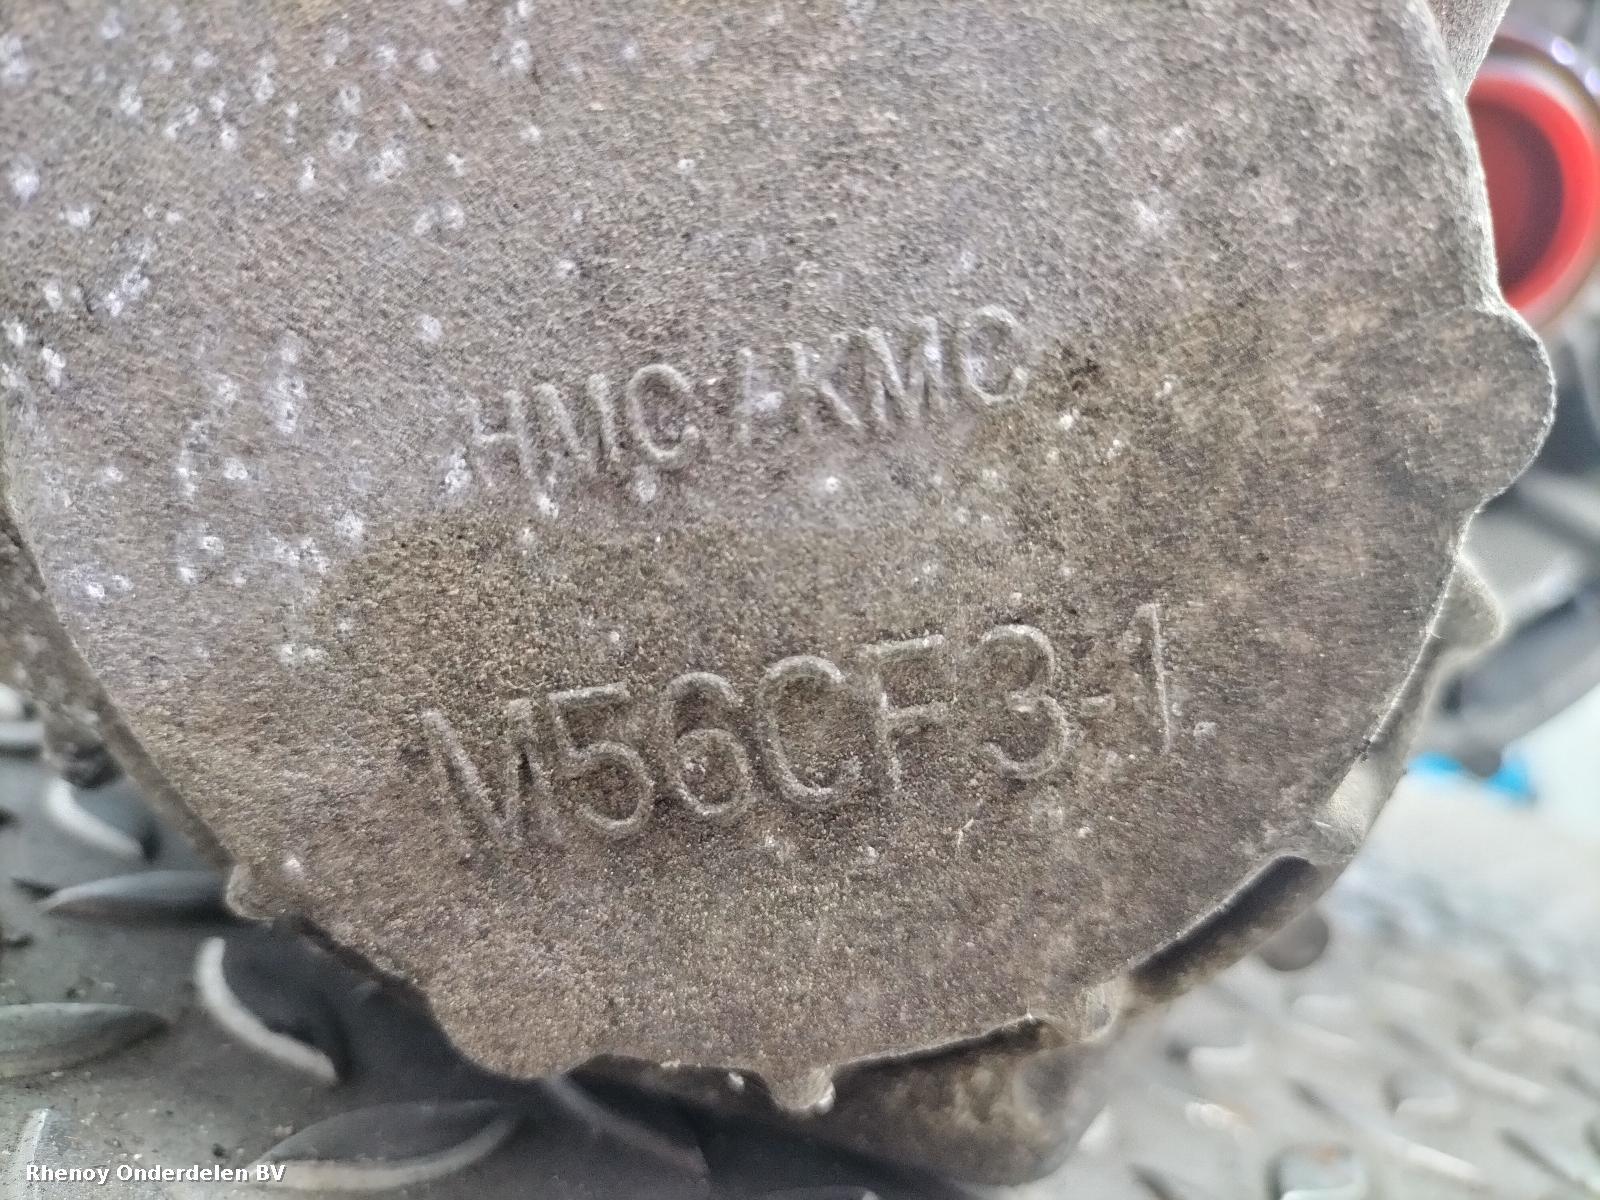 HMC / KMC
M56CF3-1
Rhenoy Onderdelen BV